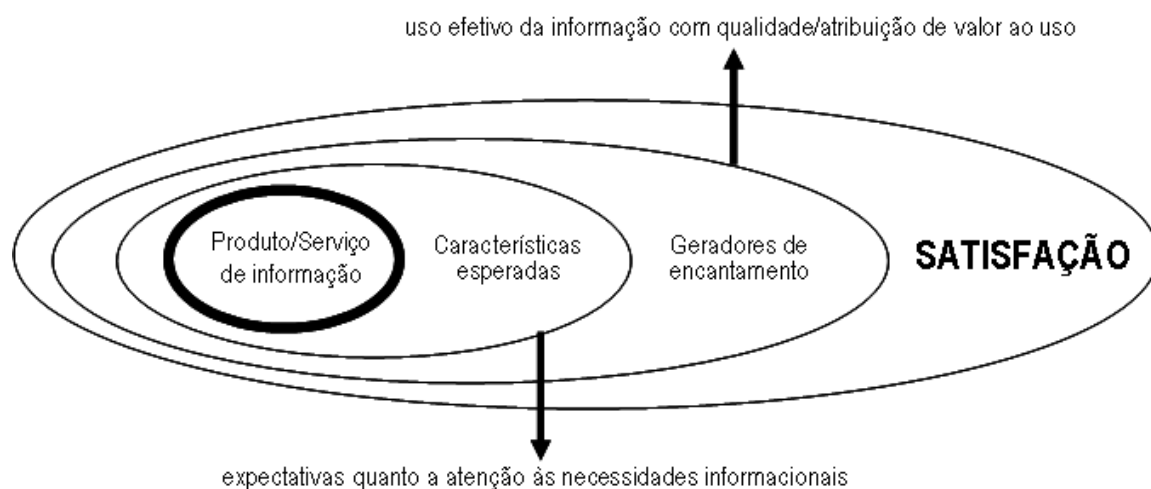 uso efetivo da informação com qualidade/atribuição de valor ao uso
Produto/Serviço
de informação
Características
esperadas
Geradores de
encantamento
SATISFAÇÃO
expectativas quanto a atenção às necessidades informacionais